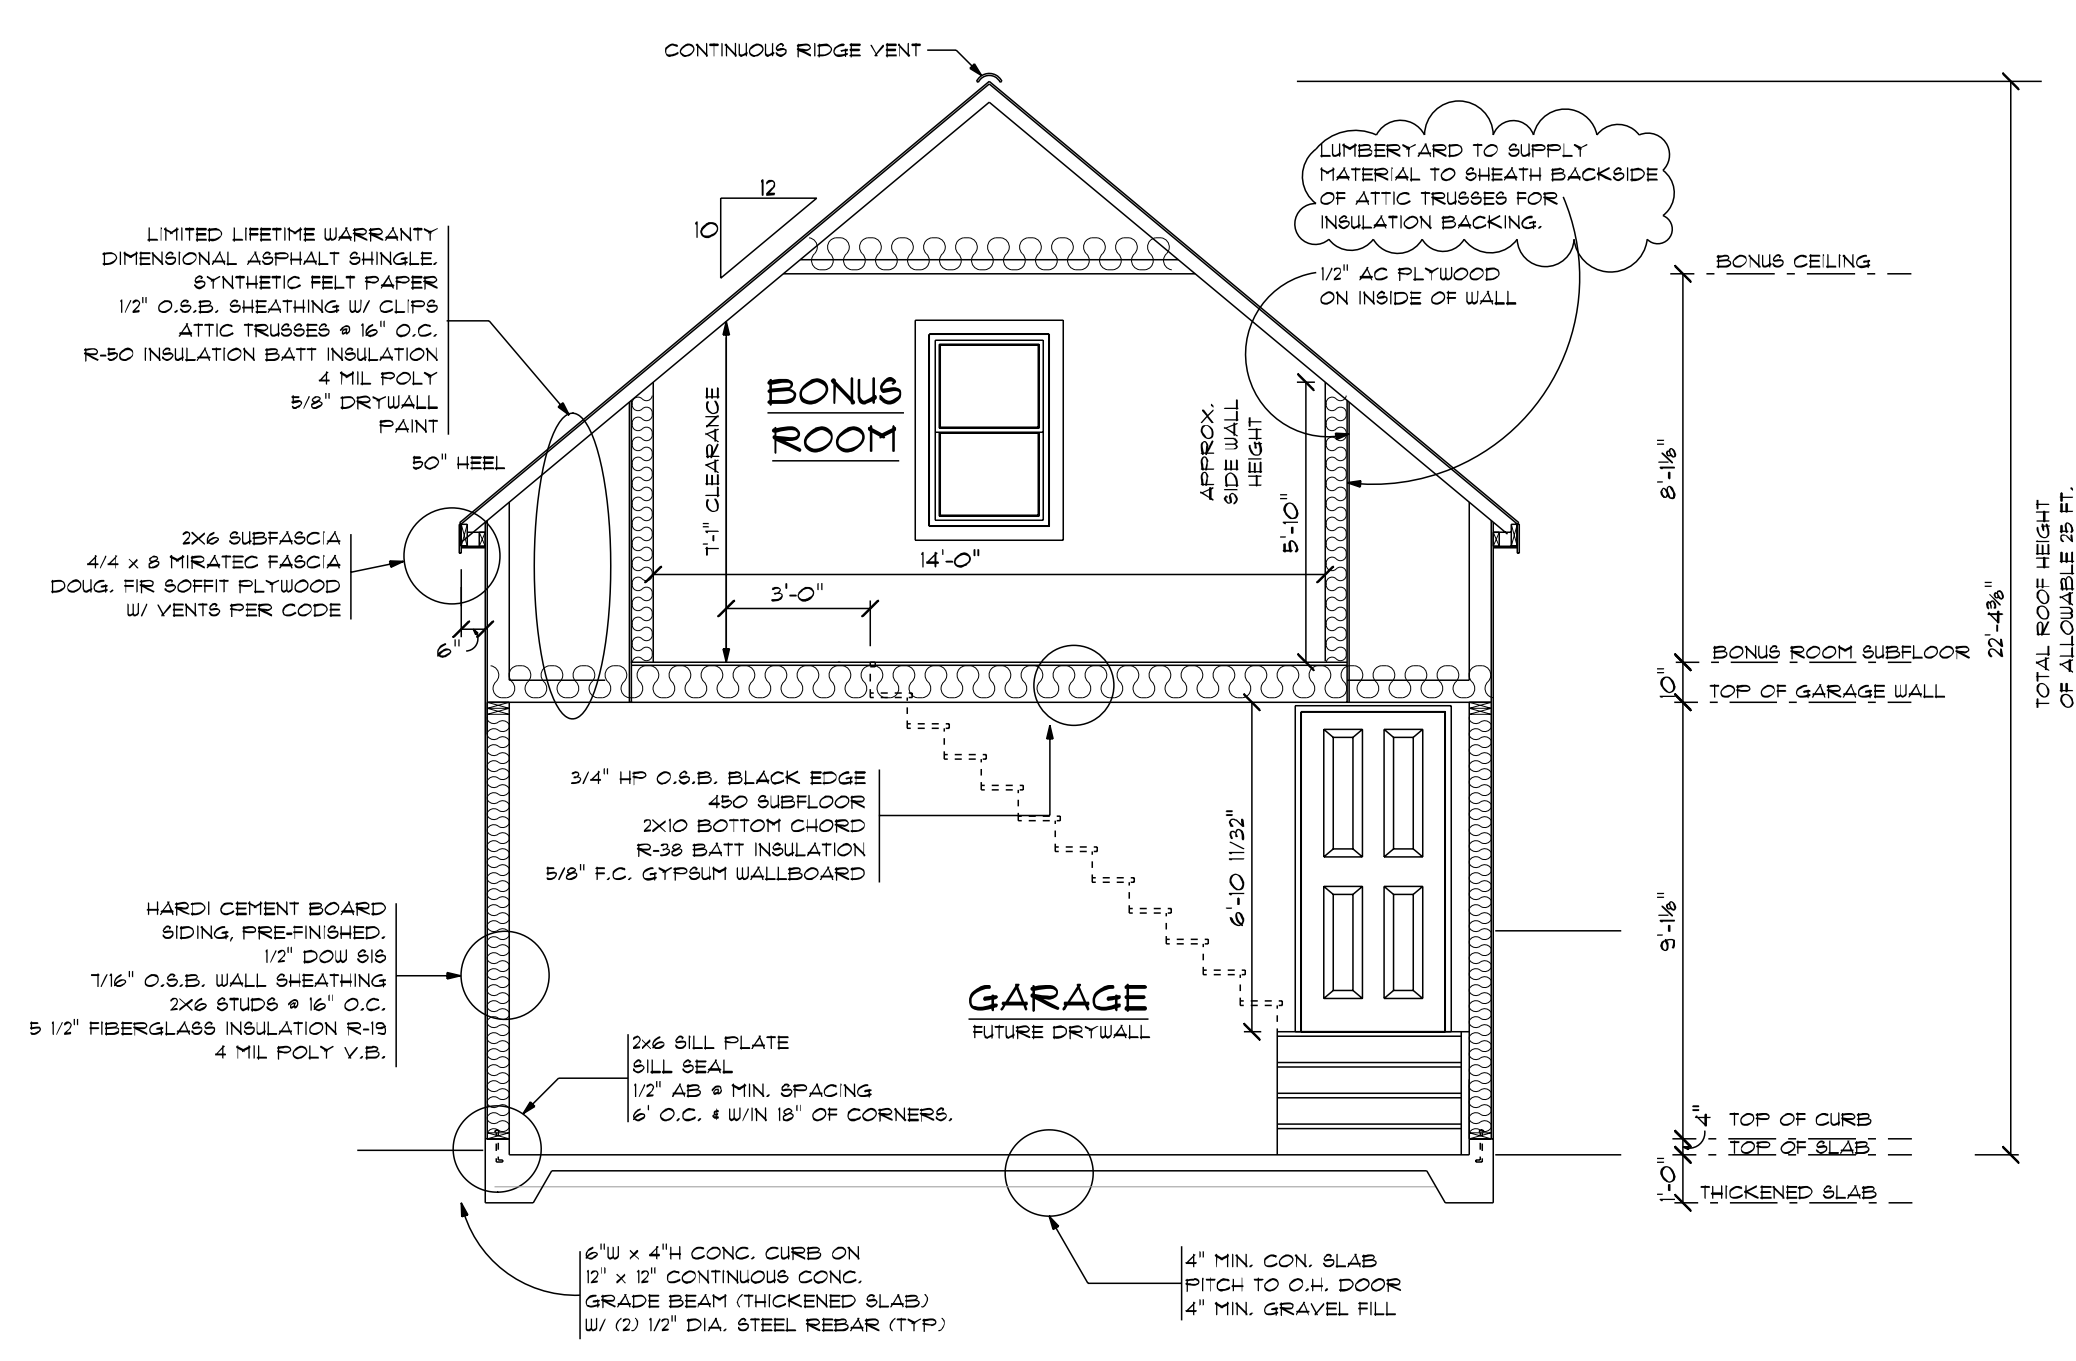 CONTINUOUS RIDGE VENT
12
10
LUMBERYARD TO SUPPLY
MATERIAL TO SHEATH BACKSIDE
OF ATTIC TRUSSES FOR
INSULATION BACKING.
1/2" AC PLYWOOD
ON INSIDE OF WALL
LIMITED LIFETIME WARRANTY
DIMENSIONAL ASPHALT SHINGLE.
SYNTHETIC FELT PAPER
1/2" O.S.B. SHEATHING W/ CLIPS
ATTIC TRUSSES @ 16" O.C.
R-50 INSULATION BATT INSULATION
4 MIL POLY
5/8" DRYWALL
PAINT
50" HEEL
2X6 SUBFASCIA
4/4 x 8 MIRATEC FASCIA
DOUG. FIR SOFFIT PLYWOOD
W/ VENTS PER CODE
6"
BONUS
ROOM
7'-1" CLEARANCE
14'-0"
3'-0"
APPROX.
SIDE WALL
HEIGHT
5'-10"
BONUS CEILING
8'-1 1/8"
BONUS ROOM SUBFLOOR
10"
TOP OF GARAGE WALL
9'-1 1/8"
22'-4 3/8"
TOTAL ROOF HEIGHT
OF ALLOWABLE 25 FT.
3/4" HP O.S.B. BLACK EDGE
450 SUBFLOOR
2X10 BOTTOM CHORD
R-38 BATT INSULATION
5/8" F.C. GYPSUM WALLBOARD
6'-10 11/32"
HARDI CEMENT BOARD
SIDING, PRE-FINISHED.
1/2" DOW SIS
7/16" O.S.B. WALL SHEATHING
2X6 STUDS @ 16" O.C.
5 1/2" FIBERGLASS INSULATION R-19
4 MIL POLY V.B.
GARAGE
FUTURE DRYWALL
2x6 SILL PLATE
SILL SEAL
1/2" AB @ MIN. SPACING
6' O.C. & W/IN 18" OF CORNERS.
4"
TOP OF CURB
TOP OF SLAB
1'-0"
THICKENED SLAB
6"W x 4"H CONC. CURB ON
12" x 12" CONTINUOUS CONC.
GRADE BEAM (THICKENED SLAB)
W/ (2) 1/2" DIA. STEEL REBAR (TYP)
4" MIN. CON. SLAB
PITCH TO O.H. DOOR
4" MIN. GRAVEL FILL